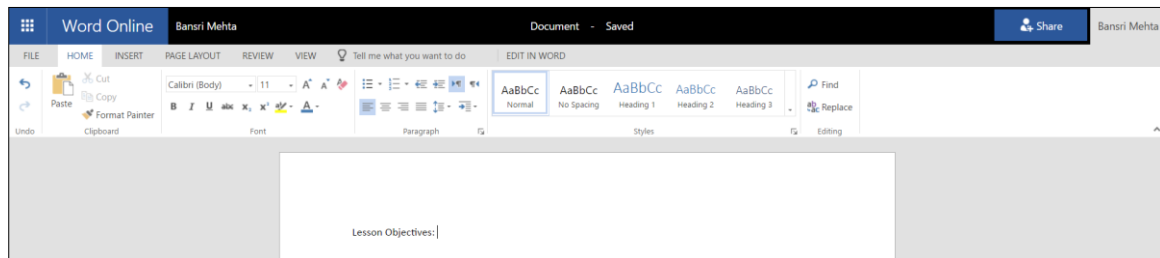 Word Online Bansri Mehta Document - Saved Share Bansri Mehta
FILE HOME INSERT PAGE LAYOUT REVIEW VIEW Tell me what you want to do EDIT IN WORD
Cut
Copy
Paste
Format Painter
Calibri (Body) 11 A A
B I U abc x₂ x² aby A
AaBbCc AaBbCc AaBbCc AaBbCc AaBbCc
Normal No Spacing Heading 1 Heading 2 Heading 3
Find
Replace
Undo Clipboard Font Paragraph Styles Editing
Lesson Objectives: